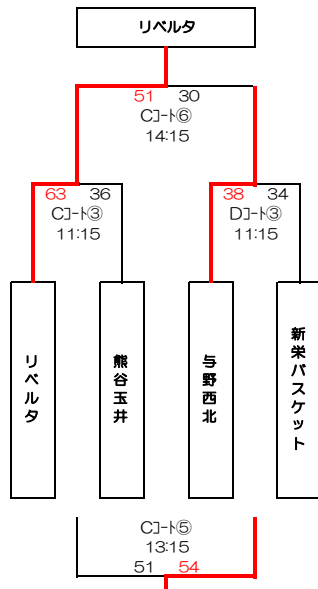 リベルタ
51 30
Cｺｰﾄ⑥
14:15
63 36
Cｺｰﾄ③
11:15
38 34
Dｺｰﾄ③
11:15
リベルタ
熊谷玉井
与野西北
新栄バスケット
Cｺｰﾄ⑤
13:15
51 54